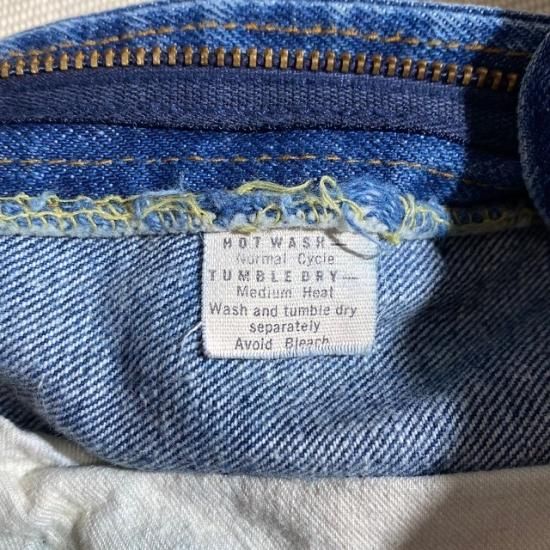 HOT WASH—
Normal Cycle
TUMBLE DRY—
Medium Heat
Wash and tumble dry
separately
Avoid Bleach